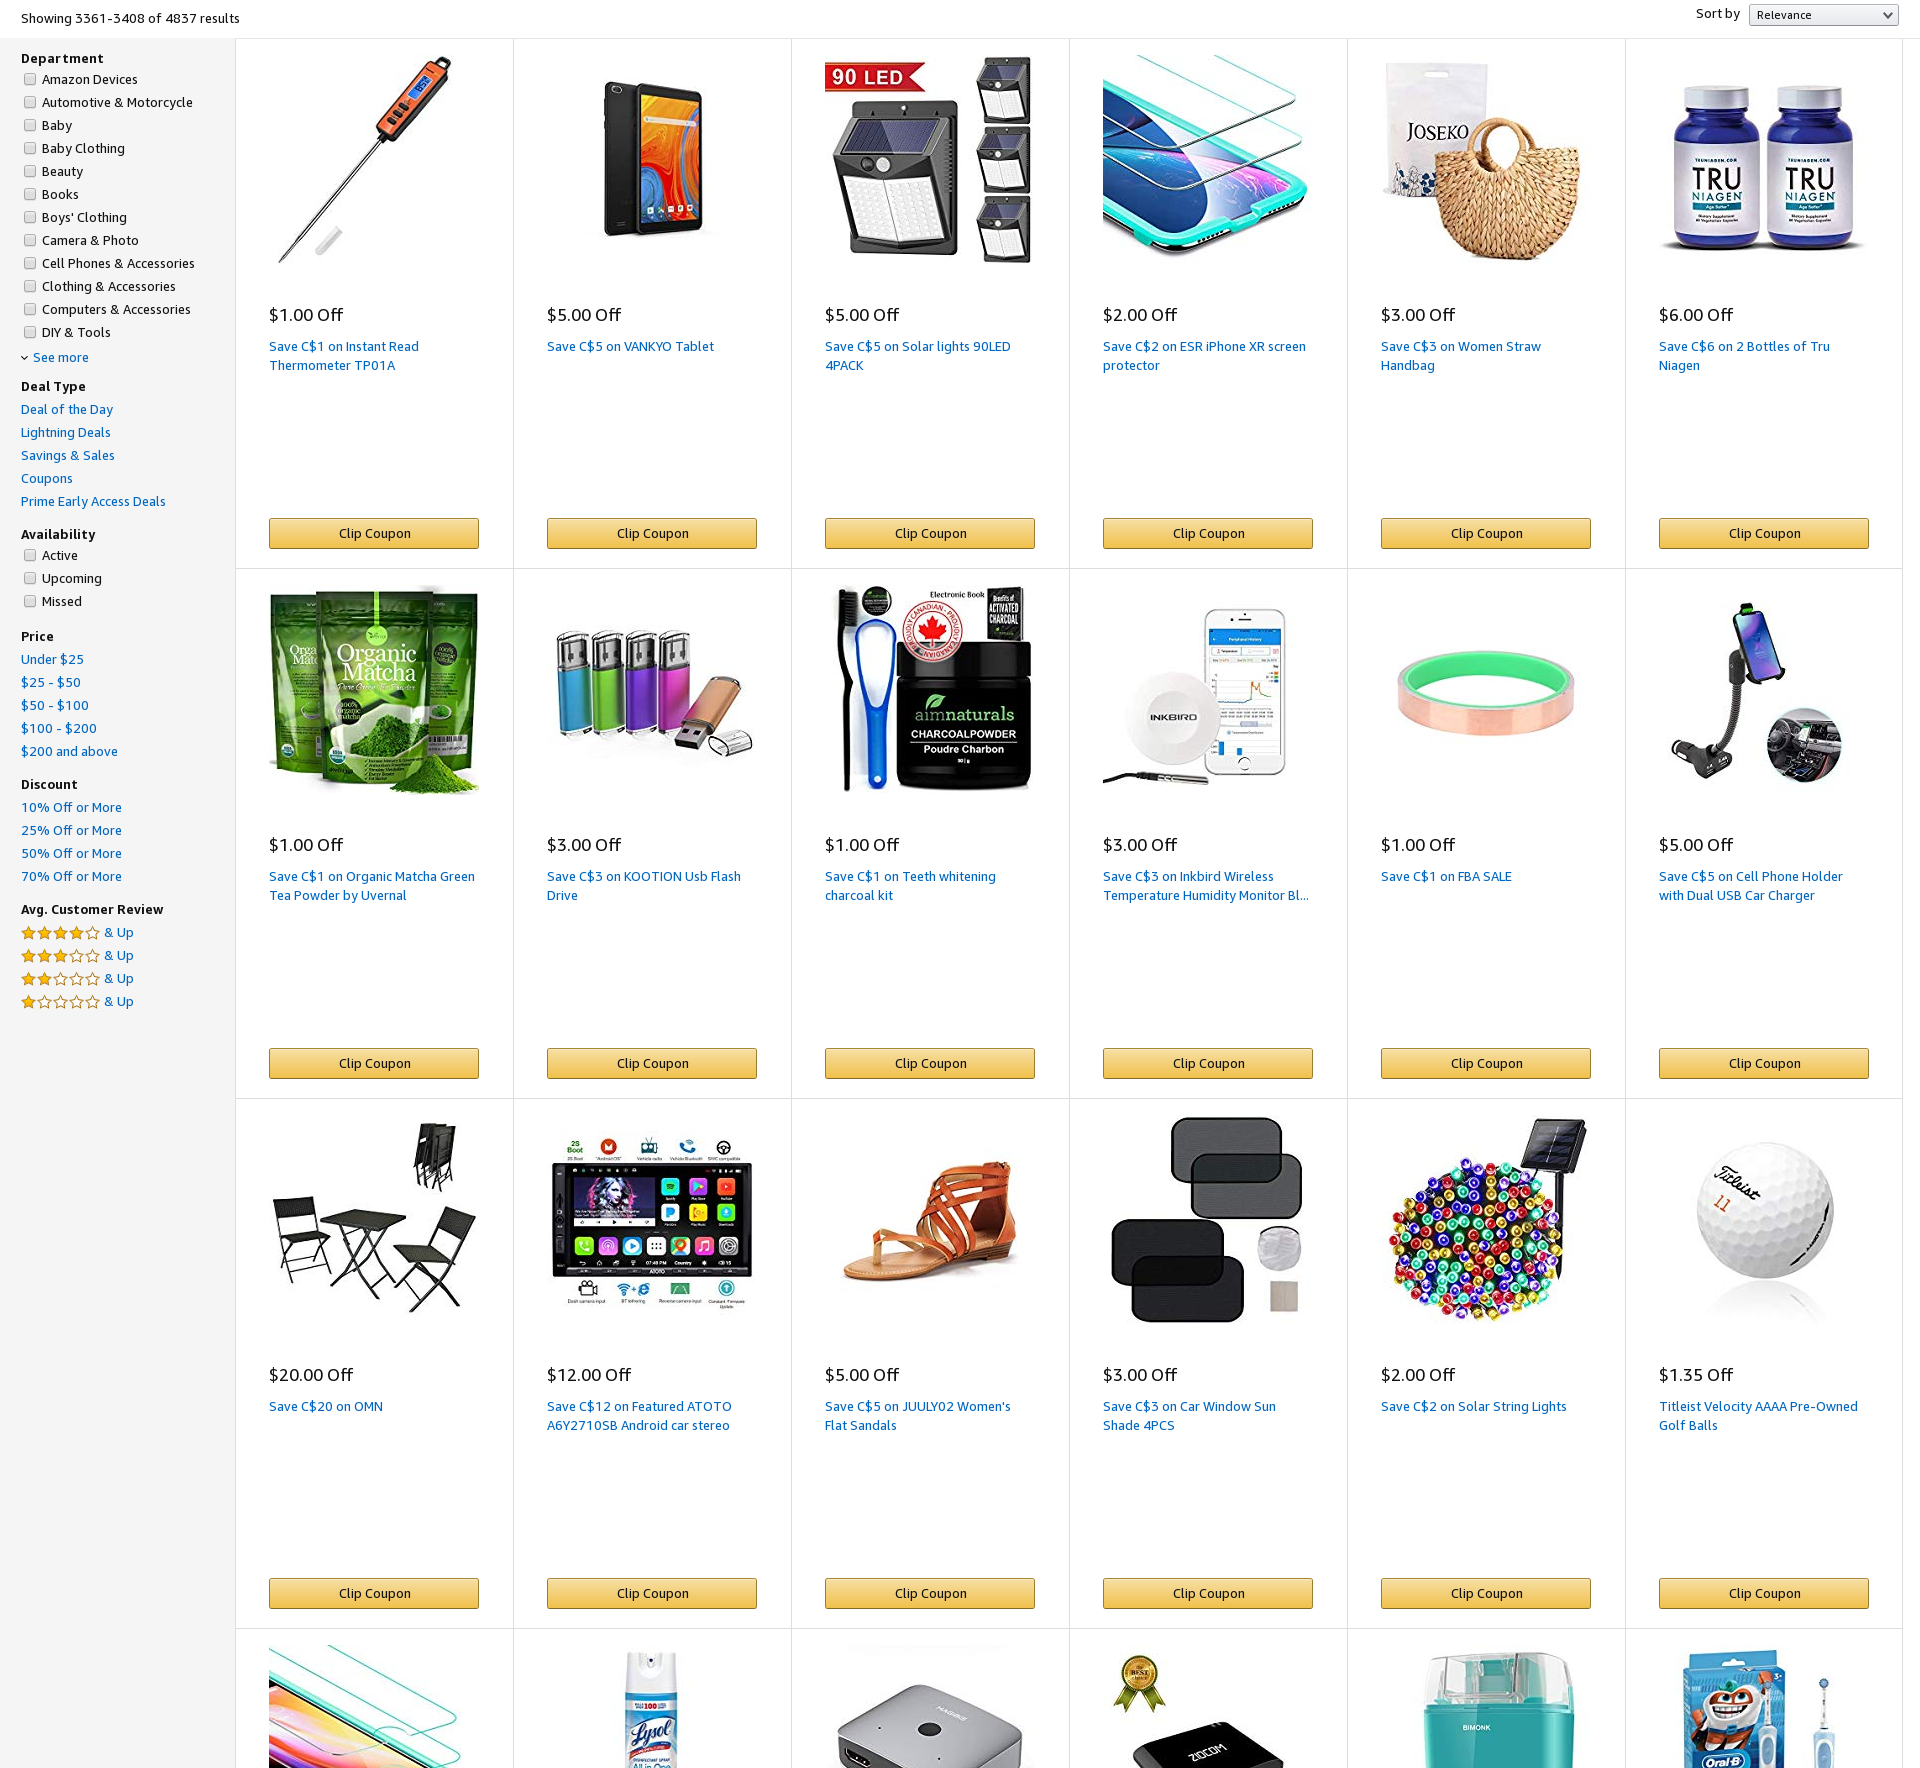 Showing 3361-3408 of 4837 results
Sort by
Relevance
Department
Amazon Devices
Automotive & Motorcycle
Baby
Baby Clothing
Beauty
Books
Boys' Clothing
Camera & Photo
Cell Phones & Accessories
Clothing & Accessories
Computers & Accessories
DIY & Tools
See more
Deal Type
Deal of the Day
Lightning Deals
Savings & Sales
Coupons
Prime Early Access Deals
Availability
Active
Upcoming
Missed
Price
Under $25
$25 - $50
$50 - $100
$100 - $200
$200 and above
Discount
10% Off or More
25% Off or More
50% Off or More
70% Off or More
Avg. Customer Review
& Up
& Up
& Up
& Up
$1.00 Off
Save C$1 on Instant Read
Thermometer TP01A
Clip Coupon
$5.00 Off
Save C$5 on VANKYO Tablet
Clip Coupon
90 LED
$5.00 Off
Save C$5 on Solar lights 90LED
4PACK
Clip Coupon
$2.00 Off
Save C$2 on ESR iPhone XR screen
protector
Clip Coupon
JOSEKO
$3.00 Off
Save C$3 on Women Straw
Handbag
Clip Coupon
TRU
NIAGEN
TRU
NIAGEN
$6.00 Off
Save C$6 on 2 Bottles of Tru
Niagen
Clip Coupon
Organic
Matcha
$1.00 Off
Save C$1 on Organic Matcha Green
Tea Powder by Uvernal
Clip Coupon
$3.00 Off
Save C$3 on KOOTION Usb Flash
Drive
Clip Coupon
Electronic Book
Benefits of
ACTIVATED
CHARCOAL
aimnaturals
CHARCOALPOWDER
Poudre Charbon
$1.00 Off
Save C$1 on Teeth whitening
charcoal kit
Clip Coupon
INKBIRD
$3.00 Off
Save C$3 on Inkbird Wireless
Temperature Humidity Monitor Bl...
Clip Coupon
$1.00 Off
Save C$1 on FBA SALE
Clip Coupon
$5.00 Off
Save C$5 on Cell Phone Holder
with Dual USB Car Charger
Clip Coupon
$20.00 Off
Save C$20 on OMN
Clip Coupon
2S
Boot
ATOTO
$12.00 Off
Save C$12 on Featured ATOTO
A6Y2710SB Android car stereo
Clip Coupon
$5.00 Off
Save C$5 on JUULY02 Women's
Flat Sandals
Clip Coupon
$3.00 Off
Save C$3 on Car Window Sun
Shade 4PCS
Clip Coupon
$2.00 Off
Save C$2 on Solar String Lights
Clip Coupon
Titleist
11
$1.35 Off
Titleist Velocity AAAA Pre-Owned
Golf Balls
Clip Coupon
Lysol
BEST
ZIOCOM
BIMONK
Oral-B